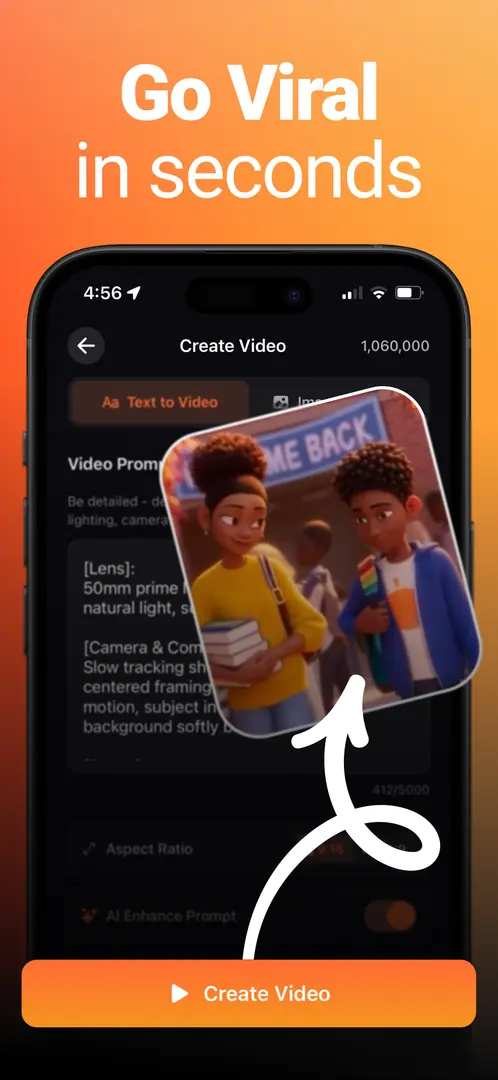 Go Viral
in seconds
4:56
Create Video
1,060,000
Aa Text to Video
ME BACK
Video Prom
Be detailed - de
lighting, camera
[Lens]:
50mm prime
natural light, s
[Camera & Com
Slow tracking sh
centered framing
motion, subject in
background softly b
412/5000
Aspect Ratio
AI Enhance Prompt
Create Video